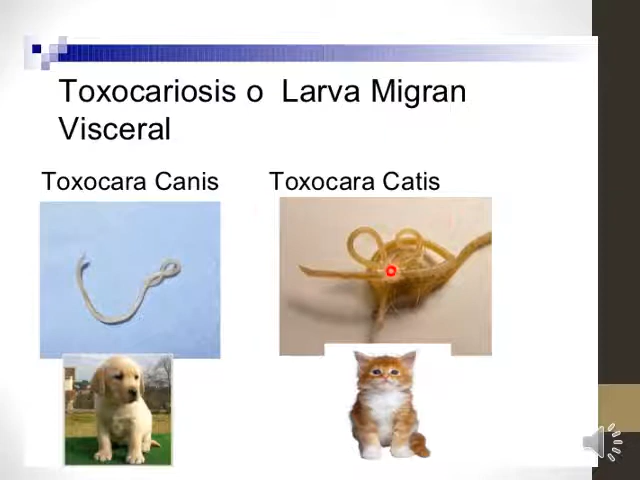 Toxocariosis o Larva Migran
Visceral
Toxocara Canis
Toxocara Catis